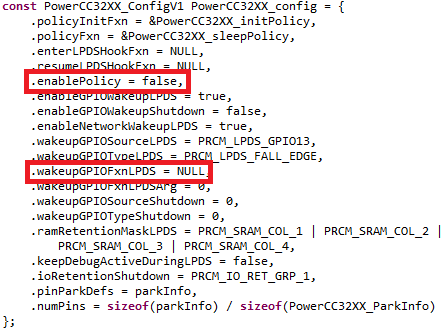 const PowerCC32XX_ConfigV1 PowerCC32XX_config = {
.policyInitFxn = &PowerCC32XX_initPolicy,
.policyFxn = &PowerCC32XX_sleepPolicy,
.enterLPDSHookFxn = NULL,
.resumeLPDSHookFxn = NULL,
.enablePolicy = false,
.enableGPIOWakeupLPDS = true,
.enableGPIOWakeupShutdown = false,
.enableNetworkWakeupLPDS = true,
.wakeupGPIOSourceLPDS = PRCM_LPDS_GPIO13,
.wakeupGPIOTypeLPDS = PRCM_LPDS_FALL_EDGE,
.wakeupGPIOFxnLPDS = NULL,
.wakeupGPIOFxnLPDSArg = 0,
.wakeupGPIOSourceShutdown = 0,
.wakeupGPIOTypeShutdown = 0,
.ramRetentionMaskLPDS = PRCM_SRAM_COL_1 | PRCM_SRAM_COL_2 |
PRCM_SRAM_COL_3 | PRCM_SRAM_COL_4,
.keepDebugActiveDuringLPDS = false,
.ioRetentionShutdown = PRCM_IO_RET_GRP_1,
.pinParkDefs = parkInfo,
.numPins = sizeof(parkInfo) / sizeof(PowerCC32XX_ParkInfo)
};